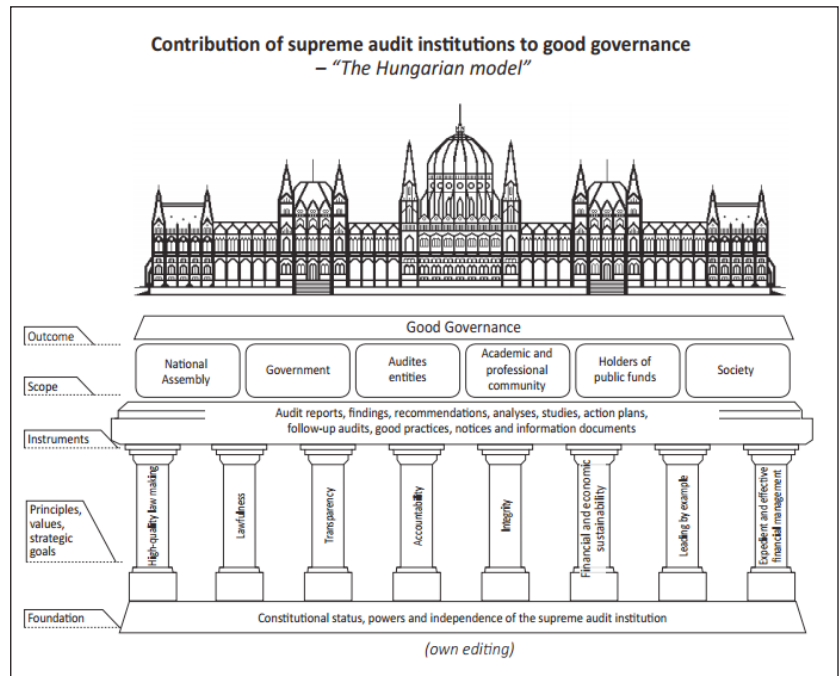 Contribution of supreme audit institutions to good governance
– “The Hungarian model”
Outcome
Good Governance
Scope
National
Assembly
Government
Audites
entities
Academic and
professional
community
Holders of
public funds
Society
Instruments
Audit reports, findings, recommendations, analyses, studies, action plans,
follow-up audits, good practices, notices and information documents
Principles,
values,
strategic
goals
High-quality law making
Lawfulness
Transparency
Accountability
Integrity
Financial and economic
sustainability
Leading by example
Expedient and effective
financial management
Foundation
Constitutional status, powers and independence of the supreme audit institution
(own editing)